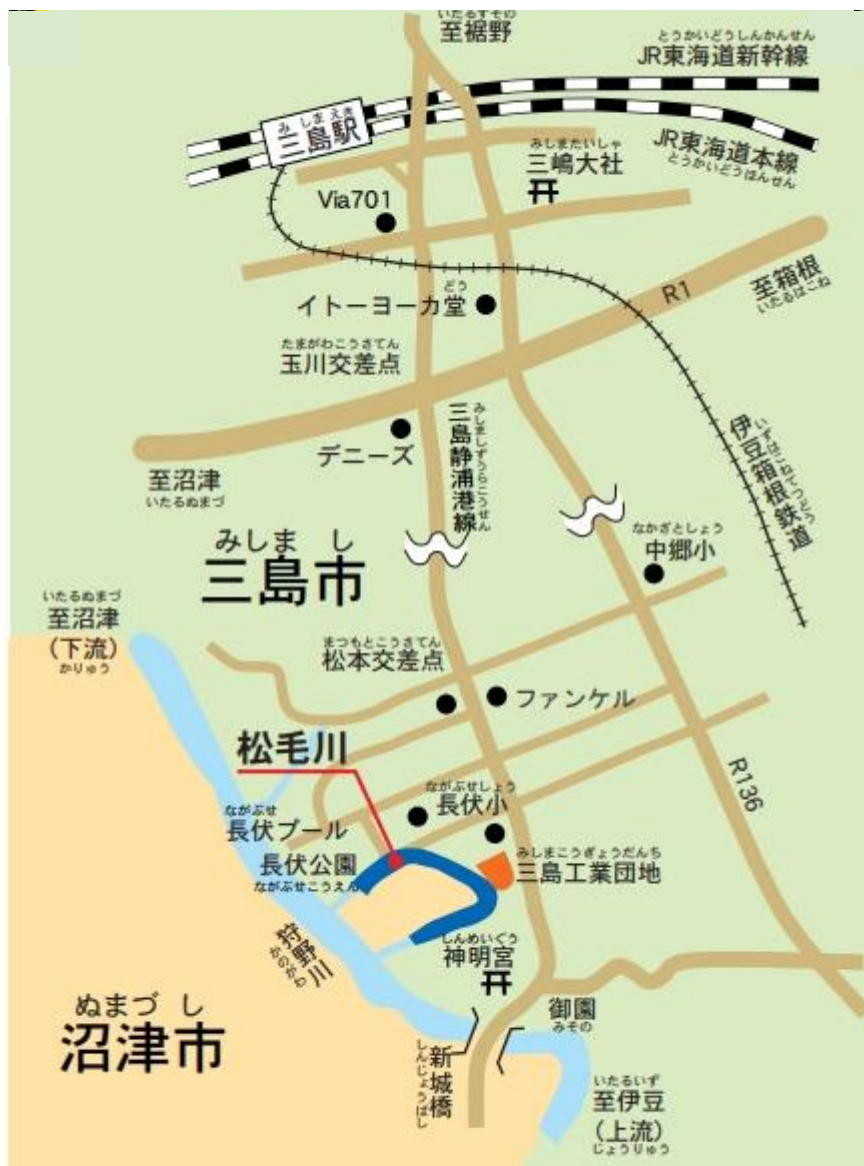 いたるすその
至裾野
とうかいどうしんかんせん
JR東海道新幹線
みしまえき
三島駅
JR東海道本線
とうかいどうほんせん
みしまたいしゃ
三嶋大社
Via701
どう
イトーヨーカ堂
R1
至箱根
いたるはこね
たまがわこうさてん
玉川交差点
デニーズ
みしましずうらこうせん
三島静浦港線
いずはこねてつどう
伊豆箱根鉄道
至沼津
いたるぬまづ
みしま し
三島市
なかざとしょう
中郷小
いたるぬまづ
至沼津
(下流)
かりゅう
まつもとこうさてん
松本交差点
ファンケル
松毛川
R136
ながぶせ
長伏プール
ながぶせしょう
長伏小
長伏公園
ながぶせこうえん
みしまこうぎょうだんち
三島工業団地
狩野川
かのがわ
しんめいぐう
神明宮
ぬまづ し
沼津市
御園
みその
新城橋
しんじょうばし
いたるいず
至伊豆
(上流)
じょうりゅう